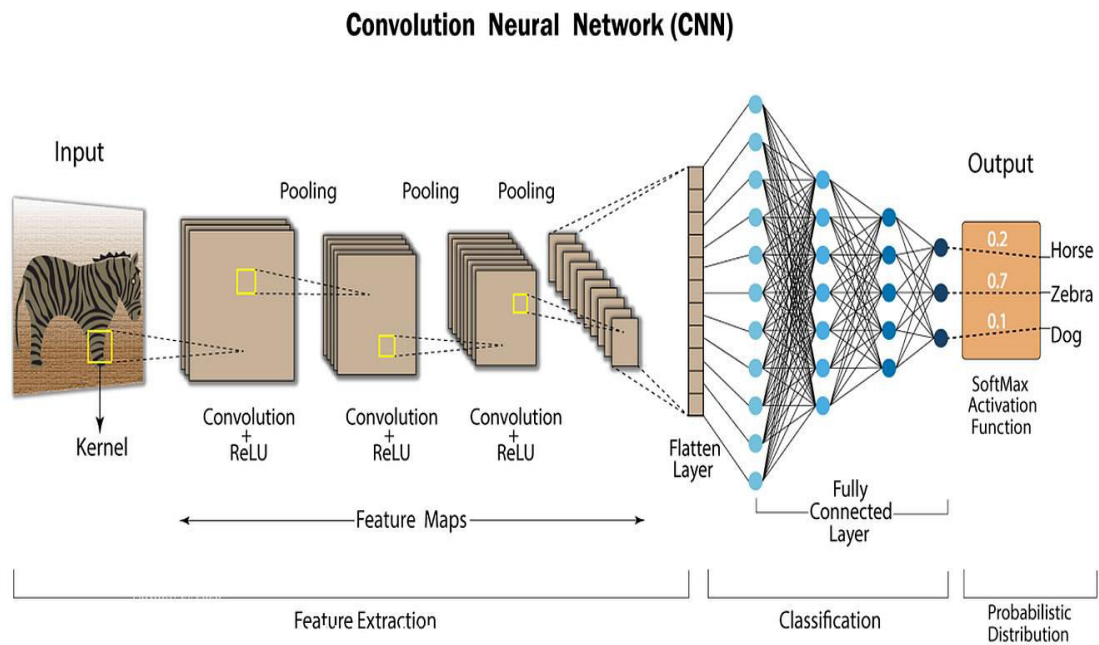 Convolution Neural Network (CNN)
Input
Output
Pooling
Pooling
Pooling
0.2
Horse
0.7
Zebra
0.1
Dog
Kernel
Convolution
+
ReLU
Convolution
+
ReLU
Convolution
+
ReLU
Flatten
Layer
SoftMax
Activation
Function
Fully
Connected
Layer
Feature Maps
Feature Extraction
Classification
Probabilistic
Distribution